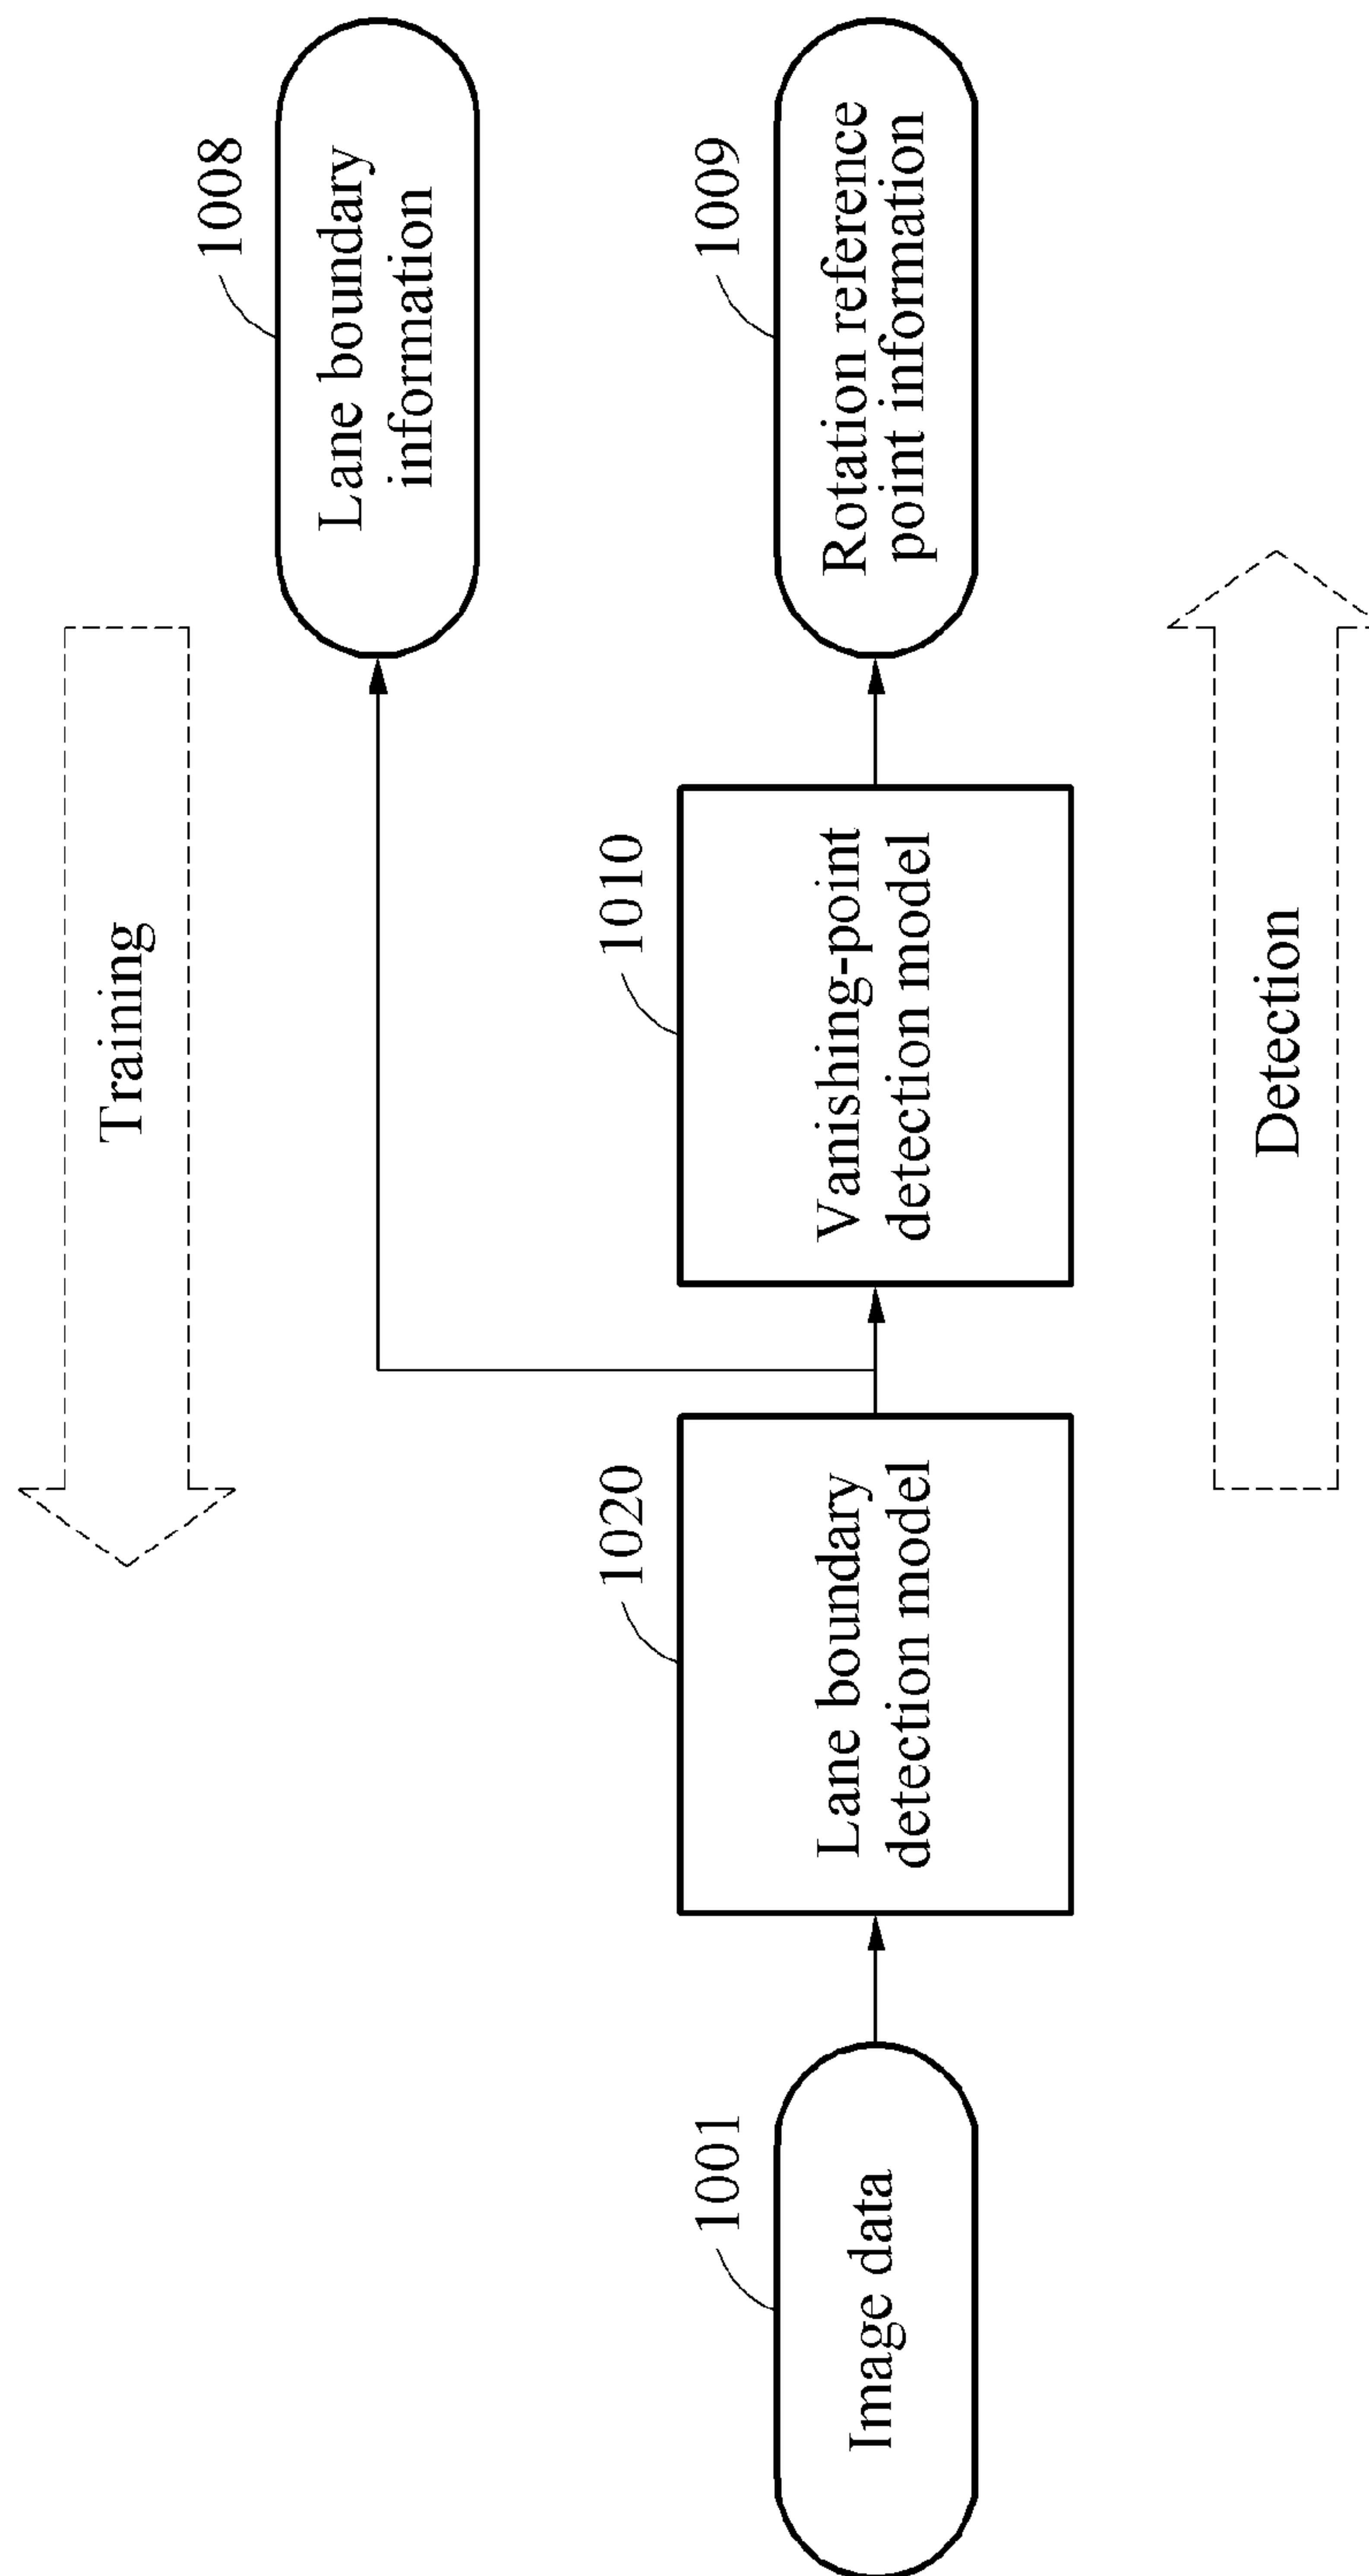 Training
1008
Lane boundary
information
1001
Image data
1020
Lane boundary
detection model
1010
Vanishing-point
detection model
1009
Rotation reference
point information
Detection